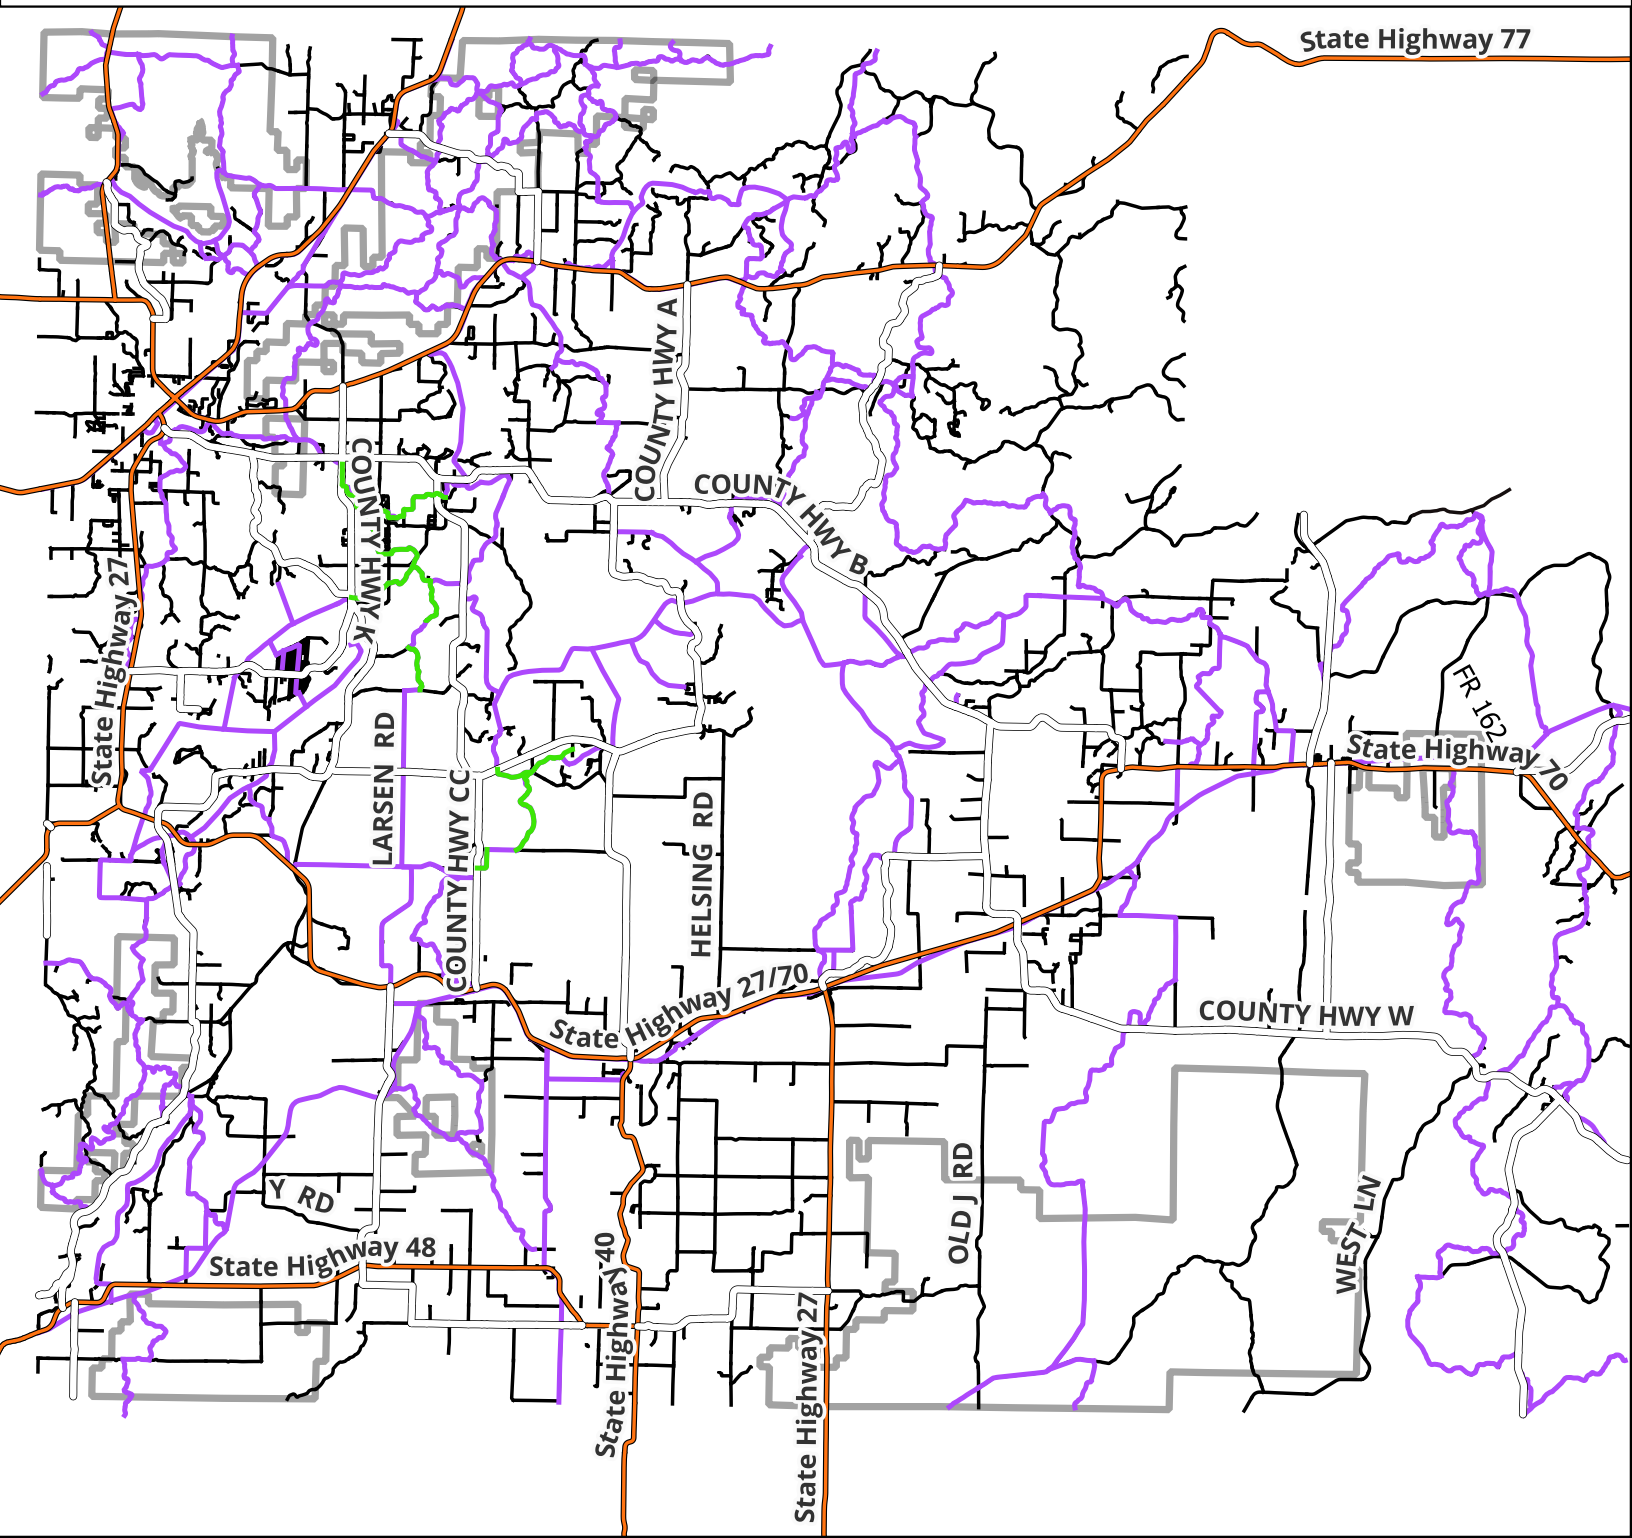 State Highway 77
COUNTY HWY A
COUNTY HWY B
COUNTY HWY K
State Highway 27
FR 162
State Highway 70
LARSEN RD
COUNTY HWY CC
HELSING RD
State Highway 27/70
COUNTY HWY W
Y RD
OLD J RD
WEST LN
State Highway 48
State Highway 40
State Highway 27